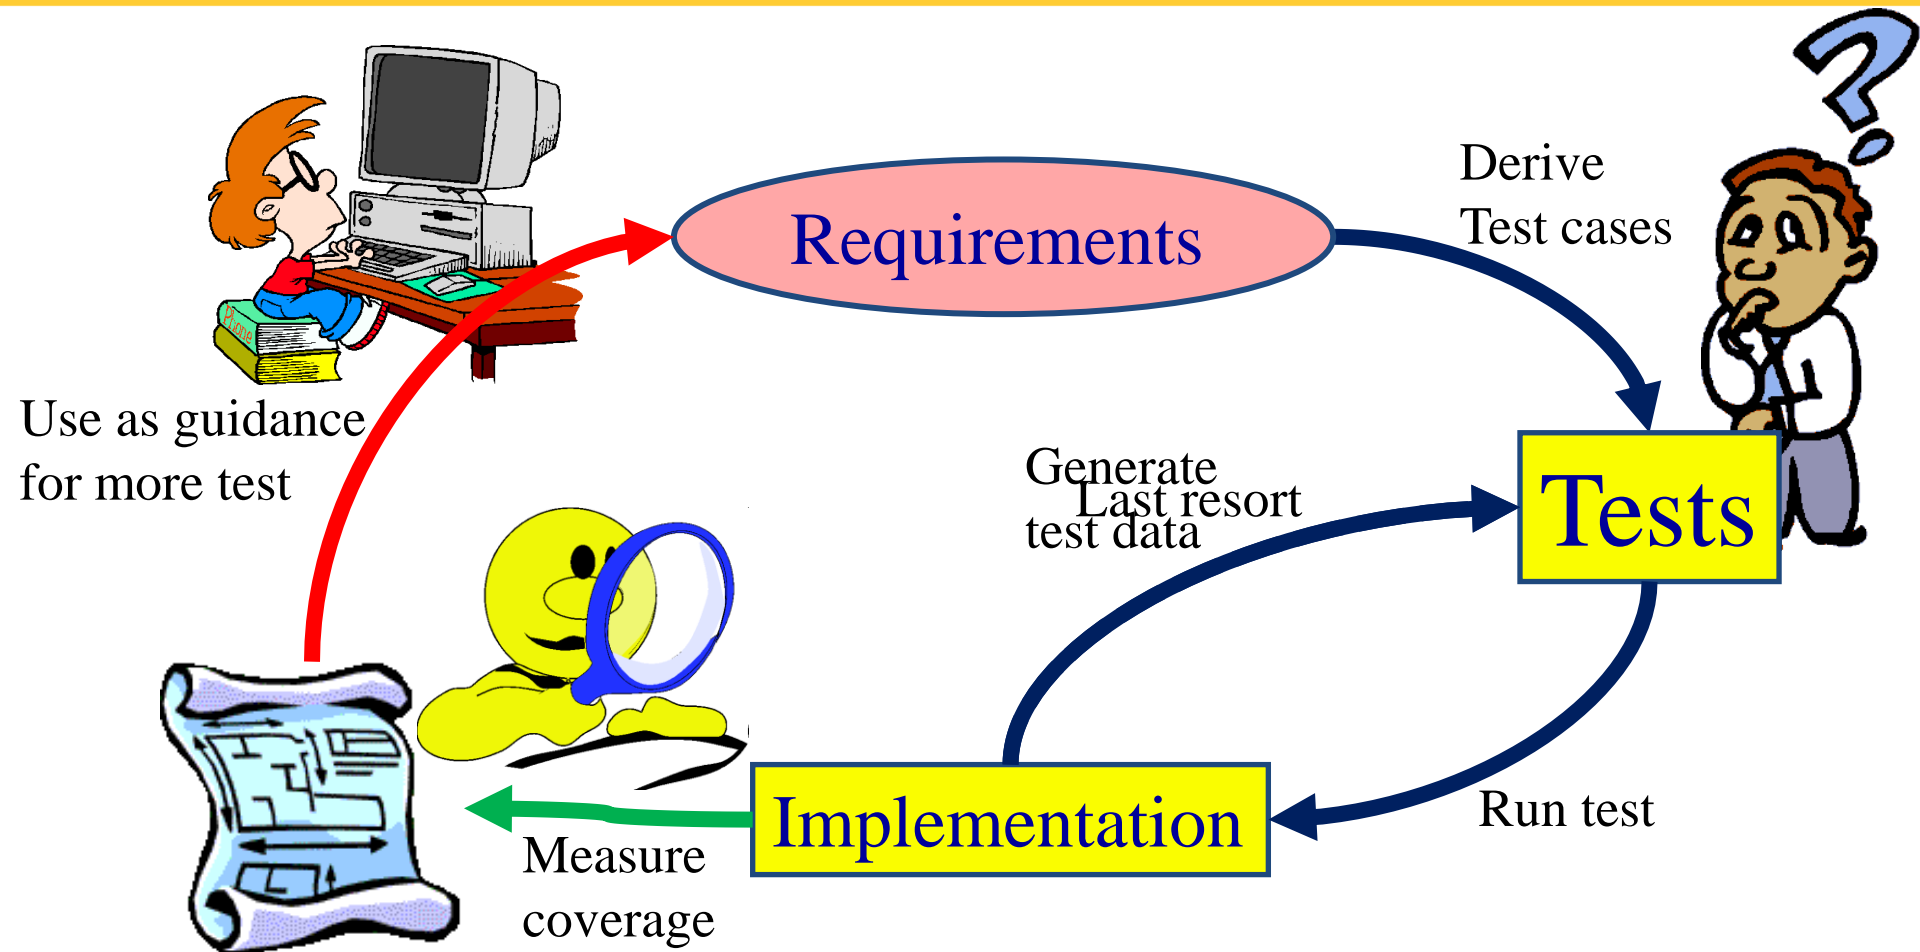 Phone
Derive
Test cases
Requirements
Use as guidance
for more test
Generate
Last resort
test data
Tests
Run test
Implementation
Measure
coverage